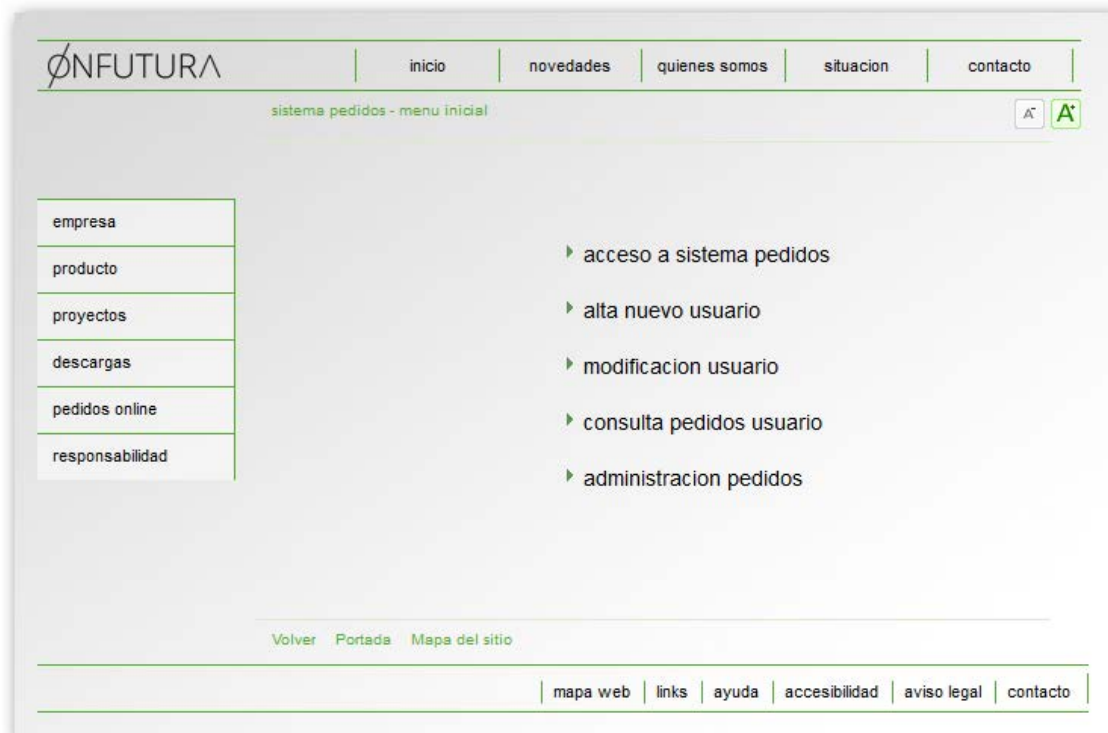 ØNFUTURA inicio novedades quienes somos situacion contacto
sistema pedidos - menu inicial A- A+
empresa
producto
proyectos
descargas
pedidos online
responsabilidad
acceso a sistema pedidos
alta nuevo usuario
modificacion usuario
consulta pedidos usuario
administracion pedidos
Volver Portada Mapa del sitio
mapa web links ayuda accesibilidad aviso legal contacto